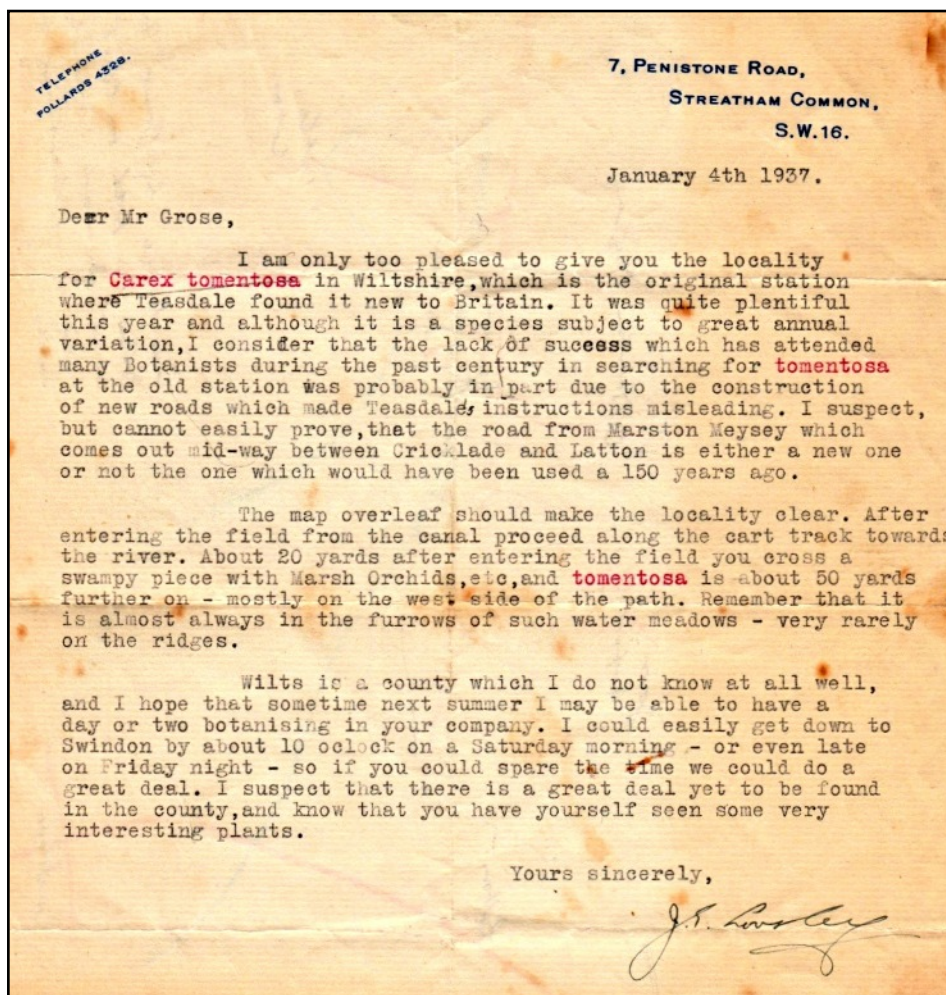 TELEPHONE
POLLARDS 4328.
7, PENISTONE ROAD,
STREATHAM COMMON,
S.W.16.
January 4th 1937.
Dear Mr Grose,
I am only too pleased to give you the locality
for Carex tomentosa in Wiltshire,which is the original station
where Teasdale found it new to Britain. It was quite plentiful
this year and although it is a species subject to great annual
variation,I consider that the lack of success which has attended
many Botanists during the past century in searching for tomentosa
at the old station was probably in part due to the construction
of new roads which made Teasdale's instructions misleading. I suspect,
but cannot easily prove,that the road from Marston Meysey which
comes out mid-way between Cricklade and Latton is either a new one
or not the one which would have been used a 150 years ago.
The map overleaf should make the locality clear. After
entering the field from the canal proceed along the cart track towards
the river. About 20 yards after entering the field you cross a
swampy piece with Marsh Orchids,etc,and tomentosa is about 50 yards
further on - mostly on the west side of the path. Remember that it
is almost always in the furrows of such water meadows - very rarely
on the ridges.
Wilts is a county which I do not know at all well,
and I hope that sometime next summer I may be able to have a
day or two botanising in your company. I could easily get down to
Swindon by about 10 oclock on a Saturday morning - or even late
on Friday night - so if you could spare the time we could do a
great deal. I suspect that there is a great deal yet to be found
in the county,and know that you have yourself seen some very
interesting plants.
Yours sincerely,
J.E. Lousley